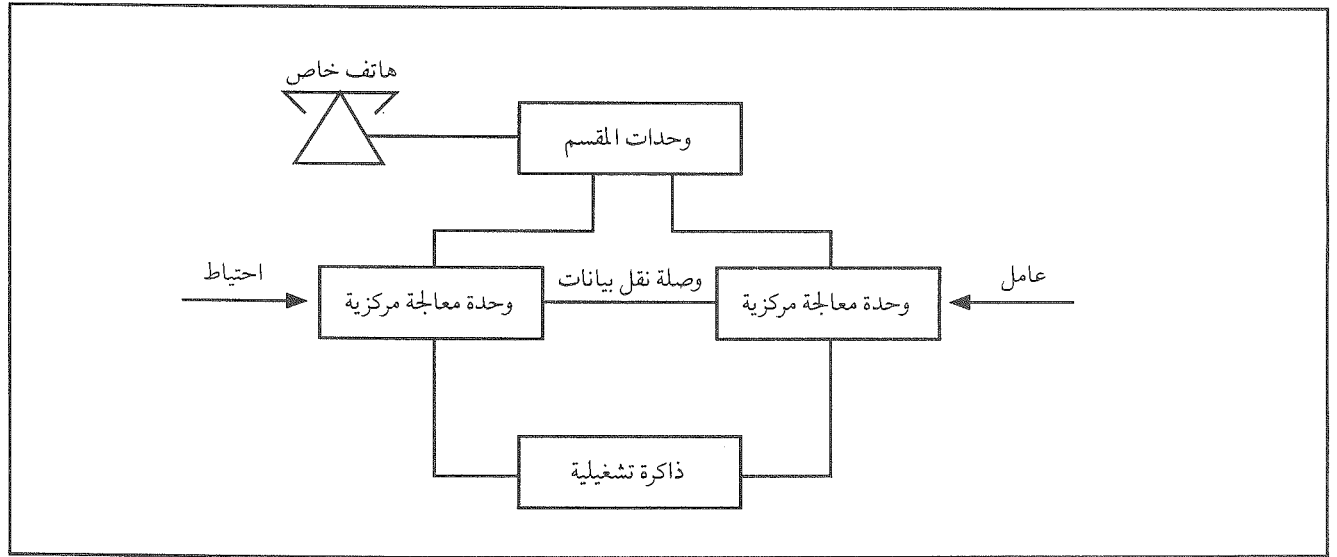 هاتف خاص
وحدات المقسم
عامل
وحدة معالجة مركزية
وصلة نقل بيانات
وحدة معالجة مركزية
احتياط
ذاكرة تشغيلية